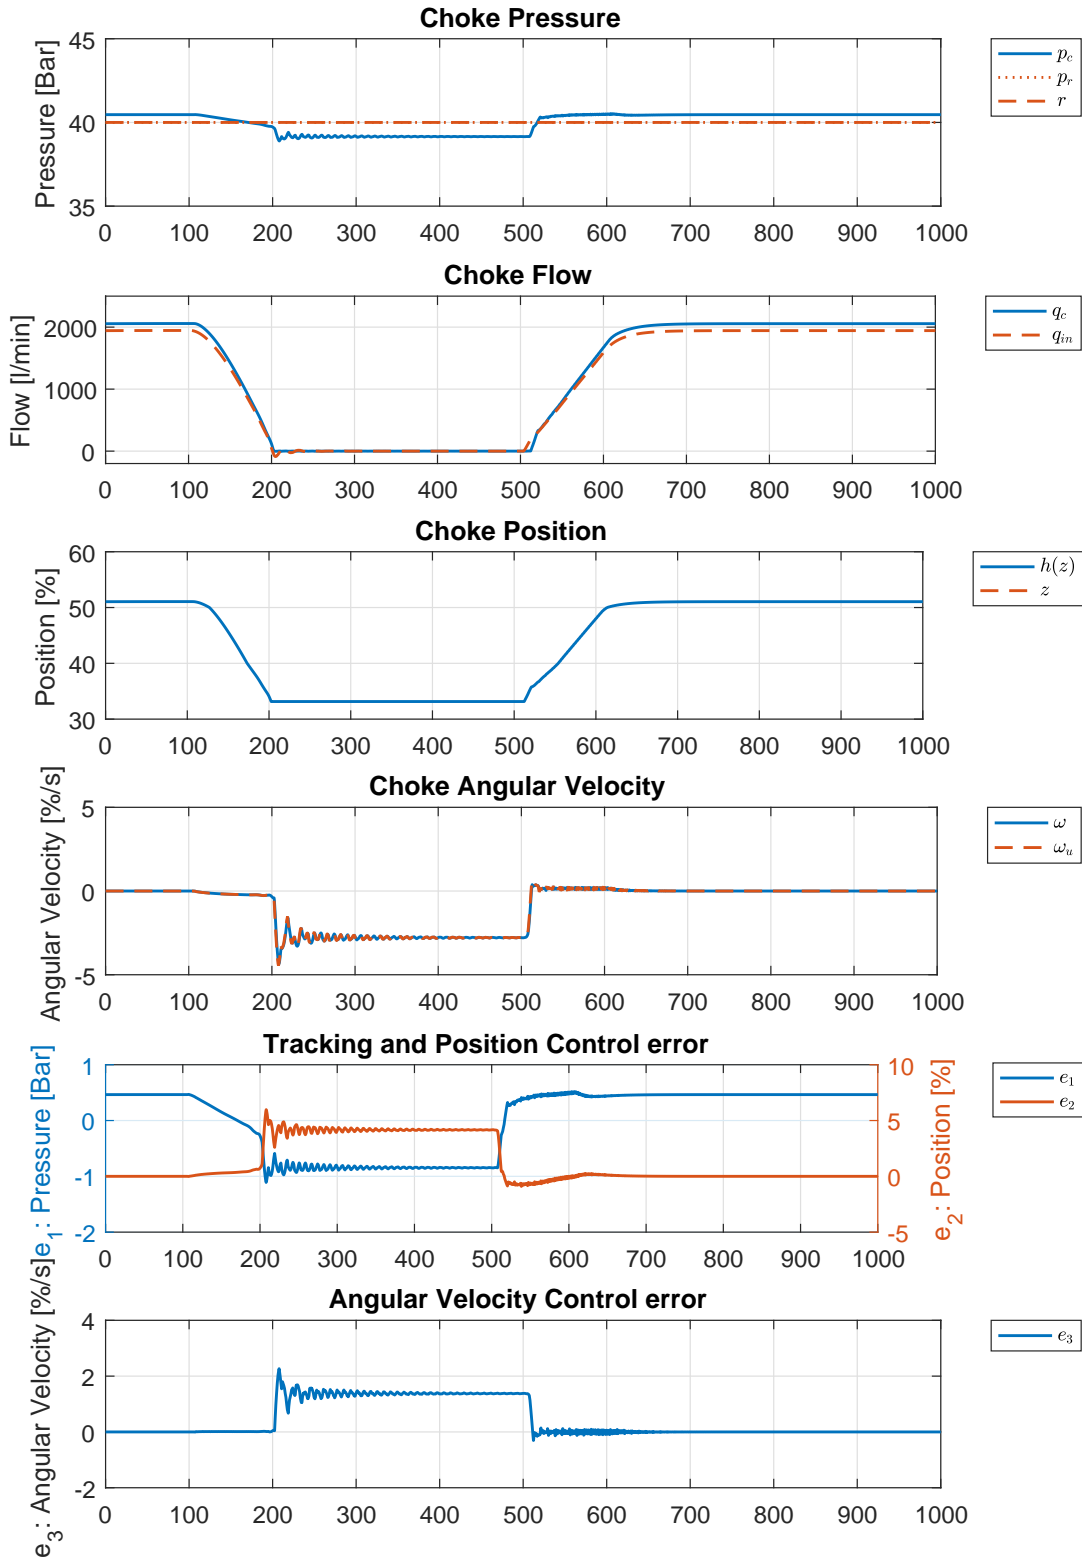 Choke Pressure
Pressure [Bar]
45
40
35
0 100 200 300 400 500 600 700 800 900 1000
p_c
p_r
r
Choke Flow
Flow [l/min]
2000
1000
0
0 100 200 300 400 500 600 700 800 900 1000
q_c
q_in
Choke Position
Position [%]
60
50
40
30
0 100 200 300 400 500 600 700 800 900 1000
h(z)
z
Choke Angular Velocity
Angular Velocity [%/s]
5
0
-5
0 100 200 300 400 500 600 700 800 900 1000
ω
ω_u
Tracking and Position Control error
e_1: Pressure [Bar]
1
0
-1
-2
10
5
0
-5
e_2: Position [%]
0 100 200 300 400 500 600 700 800 900 1000
e_1
e_2
Angular Velocity Control error
e_3: Angular Velocity [%/s]
4
2
0
-2
0 100 200 300 400 500 600 700 800 900 1000
e_3